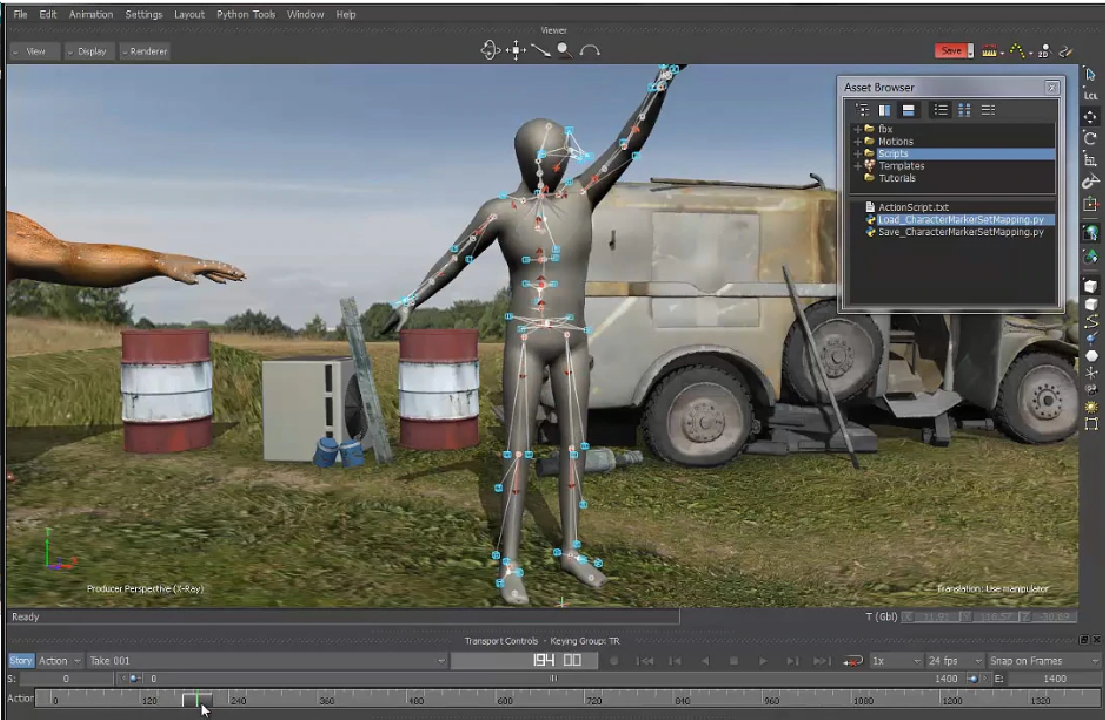 File Edit Animation Settings Layout Python Tools Window Help
Viewer
View Display Renderer
Save
2D
Asset Browser
LCL
fbx
Motions
Scripts
Templates
Tutorials
ActionScript.txt
Load_CharacterMarkerSetMapping.py
Save_CharacterMarkerSetMapping.py
Producer Perspective (X-Ray)
Translation: Use manipulator
Ready
T (Gbl) X Y Z
Transport Controls - Keying Group: TR
Story Action Take 001 194 00 1x 24 fps Snap on Frames
S: 0 0 1400 E: 1400
Action 0 120 240 360 480 600 720 840 960 1080 1200 1320